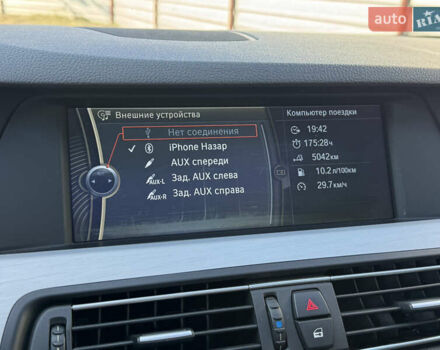 auto RIA
Внешние устройства
Нет соединения
iPhone Назар
AUX спереди
AUX-L Зад. AUX слева
AUX-R Зад. AUX справа
Компьютер поездки
19:42
175:28ч
5042км
10.2л/100км
29.7км/ч